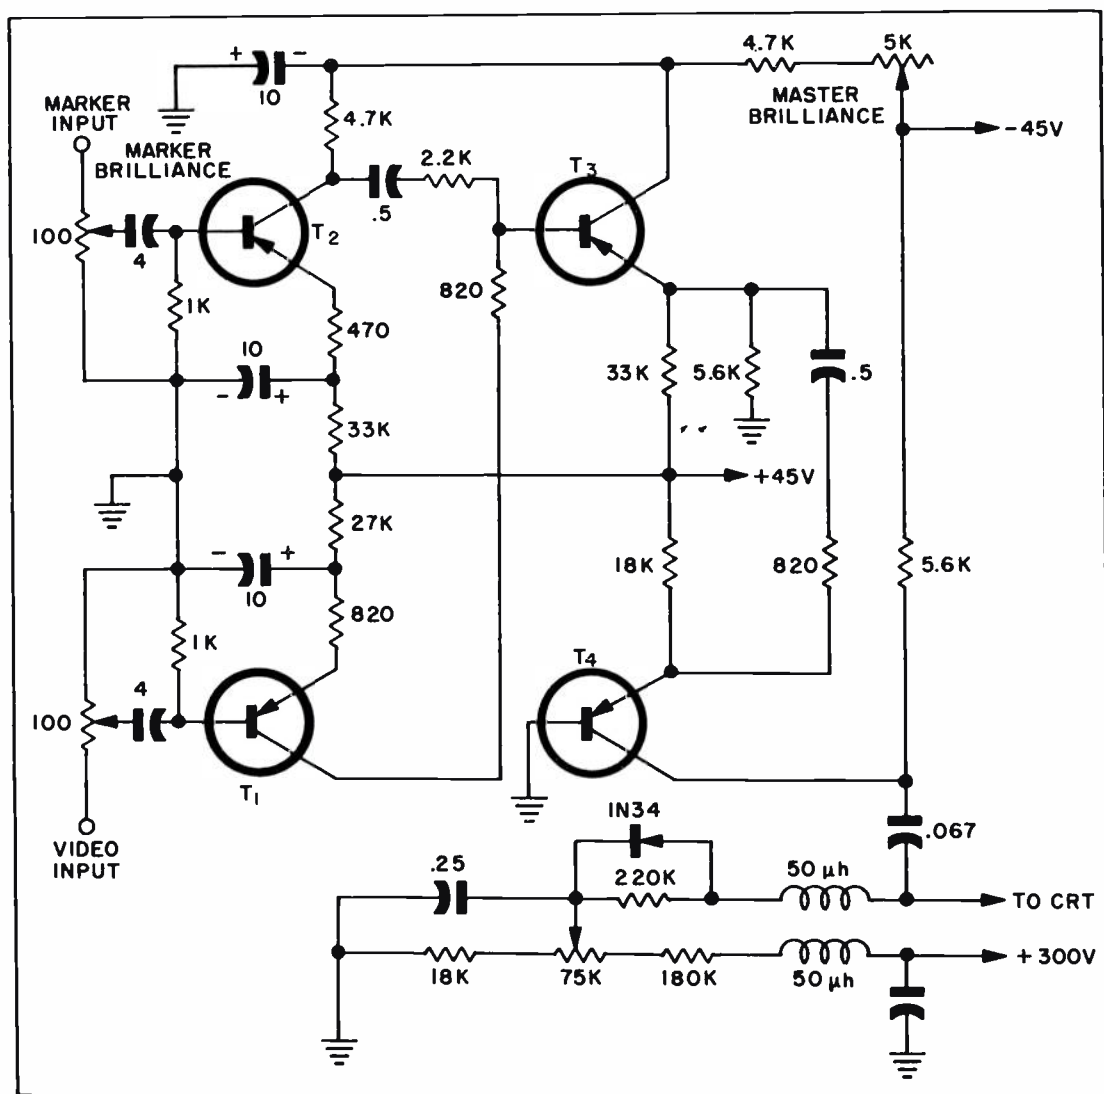 +
-
10
4.7K
5K
MARKER
INPUT
4.7K
MASTER
BRILLIANCE
-45V
MARKER
BRILLIANCE
2.2K
T3
.5
100
4
T2
1K
820
470
10
-
+
33K
5.6K
.5
33K
+45V
27K
-
+
10
18K
820
5.6K
820
1K
T4
4
100
T1
1N34
.067
VIDEO
INPUT
.25
220K
50 µh
TO CRT
18K
75K
180K
50 µh
+300V